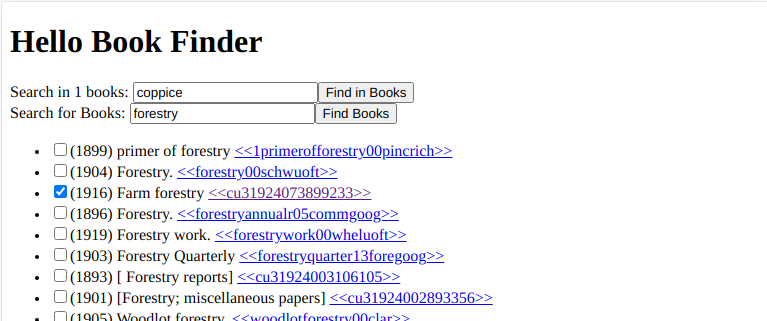 Hello Book Finder
Search in 1 books: coppice Find in Books
Search for Books: forestry Find Books
(1899) primer of forestry <<1primerofforestry00pincrich>>
(1904) Forestry. <<forestry00schwuoft>>
(1916) Farm forestry <<cu31924073899233>>
(1896) Forestry. <<forestryannualr05commgoog>>
(1919) Forestry work. <<forestrywork00wheluoft>>
(1903) Forestry Quarterly <<forestryquarter13foregoog>>
(1893) [ Forestry reports] <<cu31924003106105>>
(1901) [Forestry; miscellaneous papers] <<cu31924002893356>>
(1905) Woodlot forestry. <<woodlotforestry00clar>>